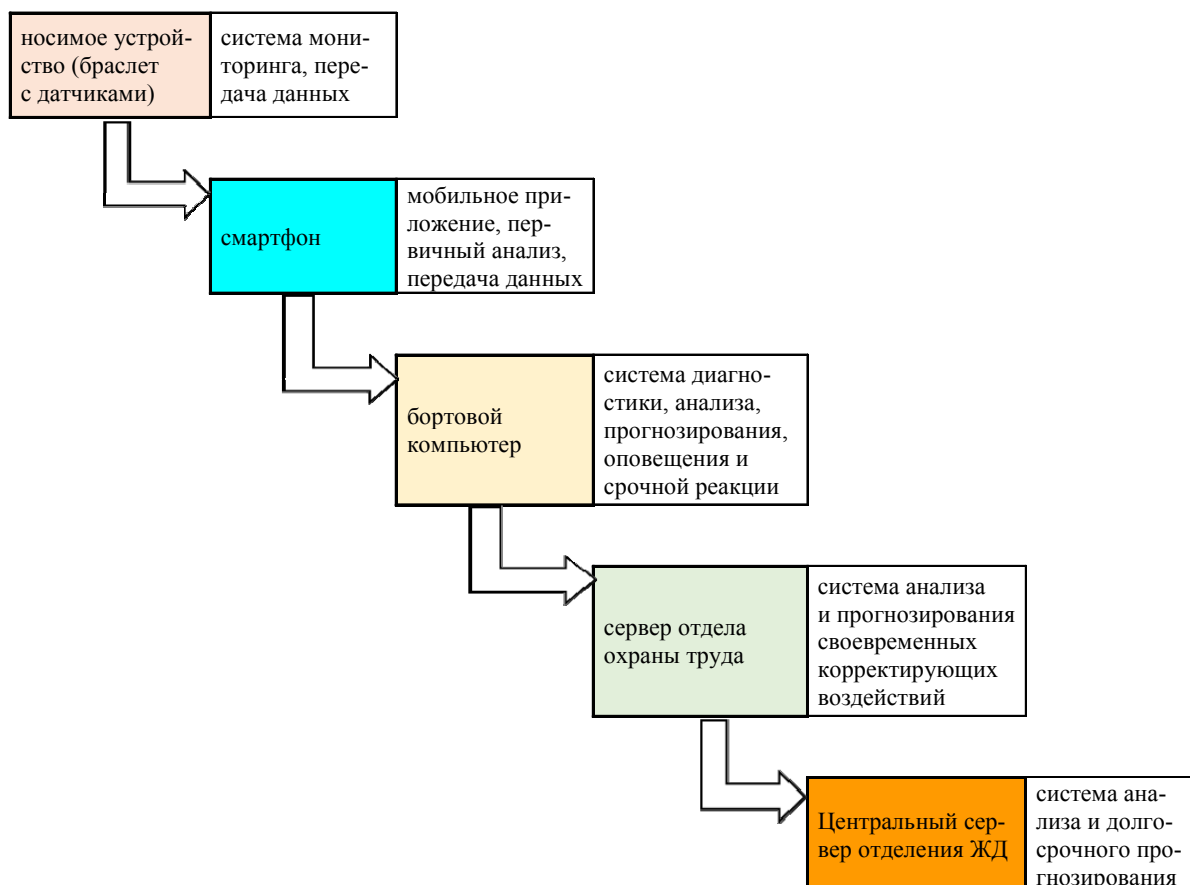 носимое устрой-
ство (браслет
с датчиками)
система мони-
торинга, пере-
дача данных
смартфон
мобильное при-
ложение, пер-
вичный анализ,
передача данных
бортовой
компьютер
система диагно-
стики, анализа,
прогнозирования,
оповещения и
срочной реакции
сервер отдела
охраны труда
система анализа
и прогнозирования
своевременных
корректирующих
воздействий
Центральный сер-
вер отделения ЖД
система ана-
лиза и долго-
срочного про-
гнозирования